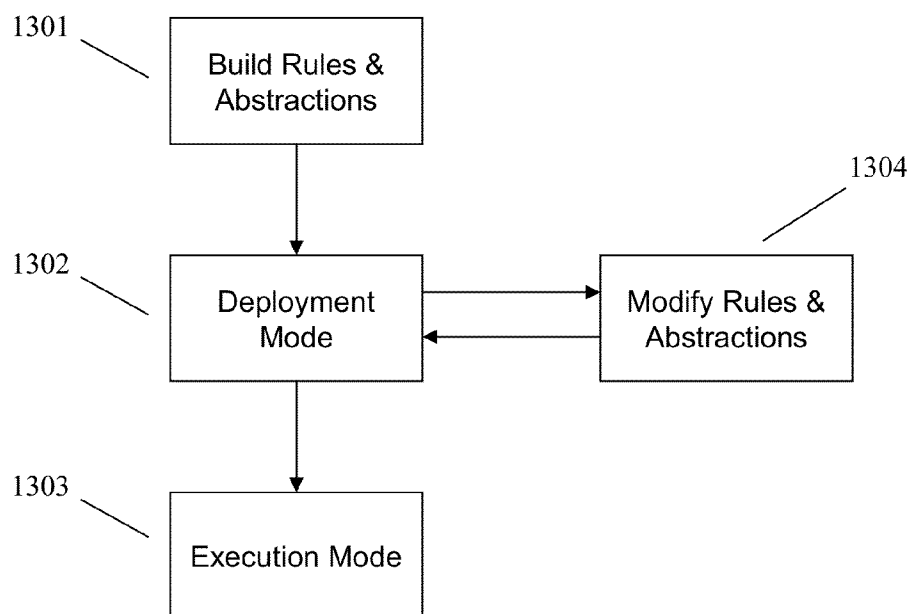 1301
Build Rules &
Abstractions
1304
1302
Deployment
Mode
Modify Rules &
Abstractions
1303
Execution Mode